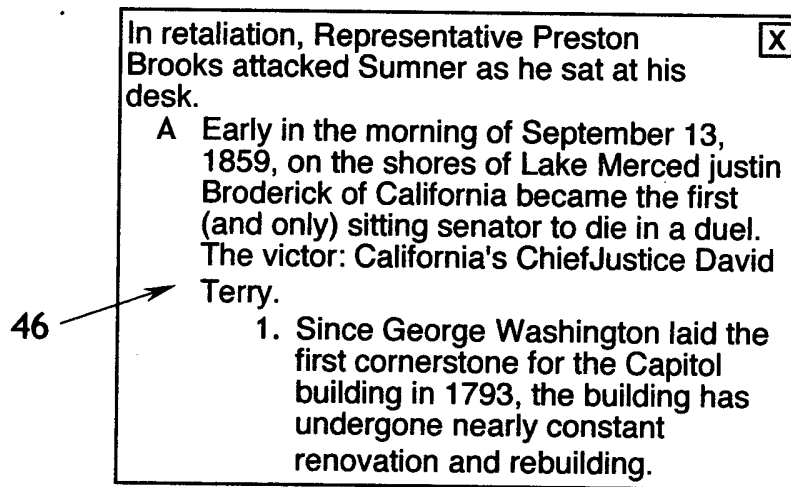 In retaliation, Representative Preston X
Brooks attacked Sumner as he sat at his
desk.
A Early in the morning of September 13,
1859, on the shores of Lake Merced justin
Broderick of California became the first
(and only) sitting senator to die in a duel.
The victor: California's ChiefJustice David
Terry.
46
1. Since George Washington laid the
first cornerstone for the Capitol
building in 1793, the building has
undergone nearly constant
renovation and rebuilding.